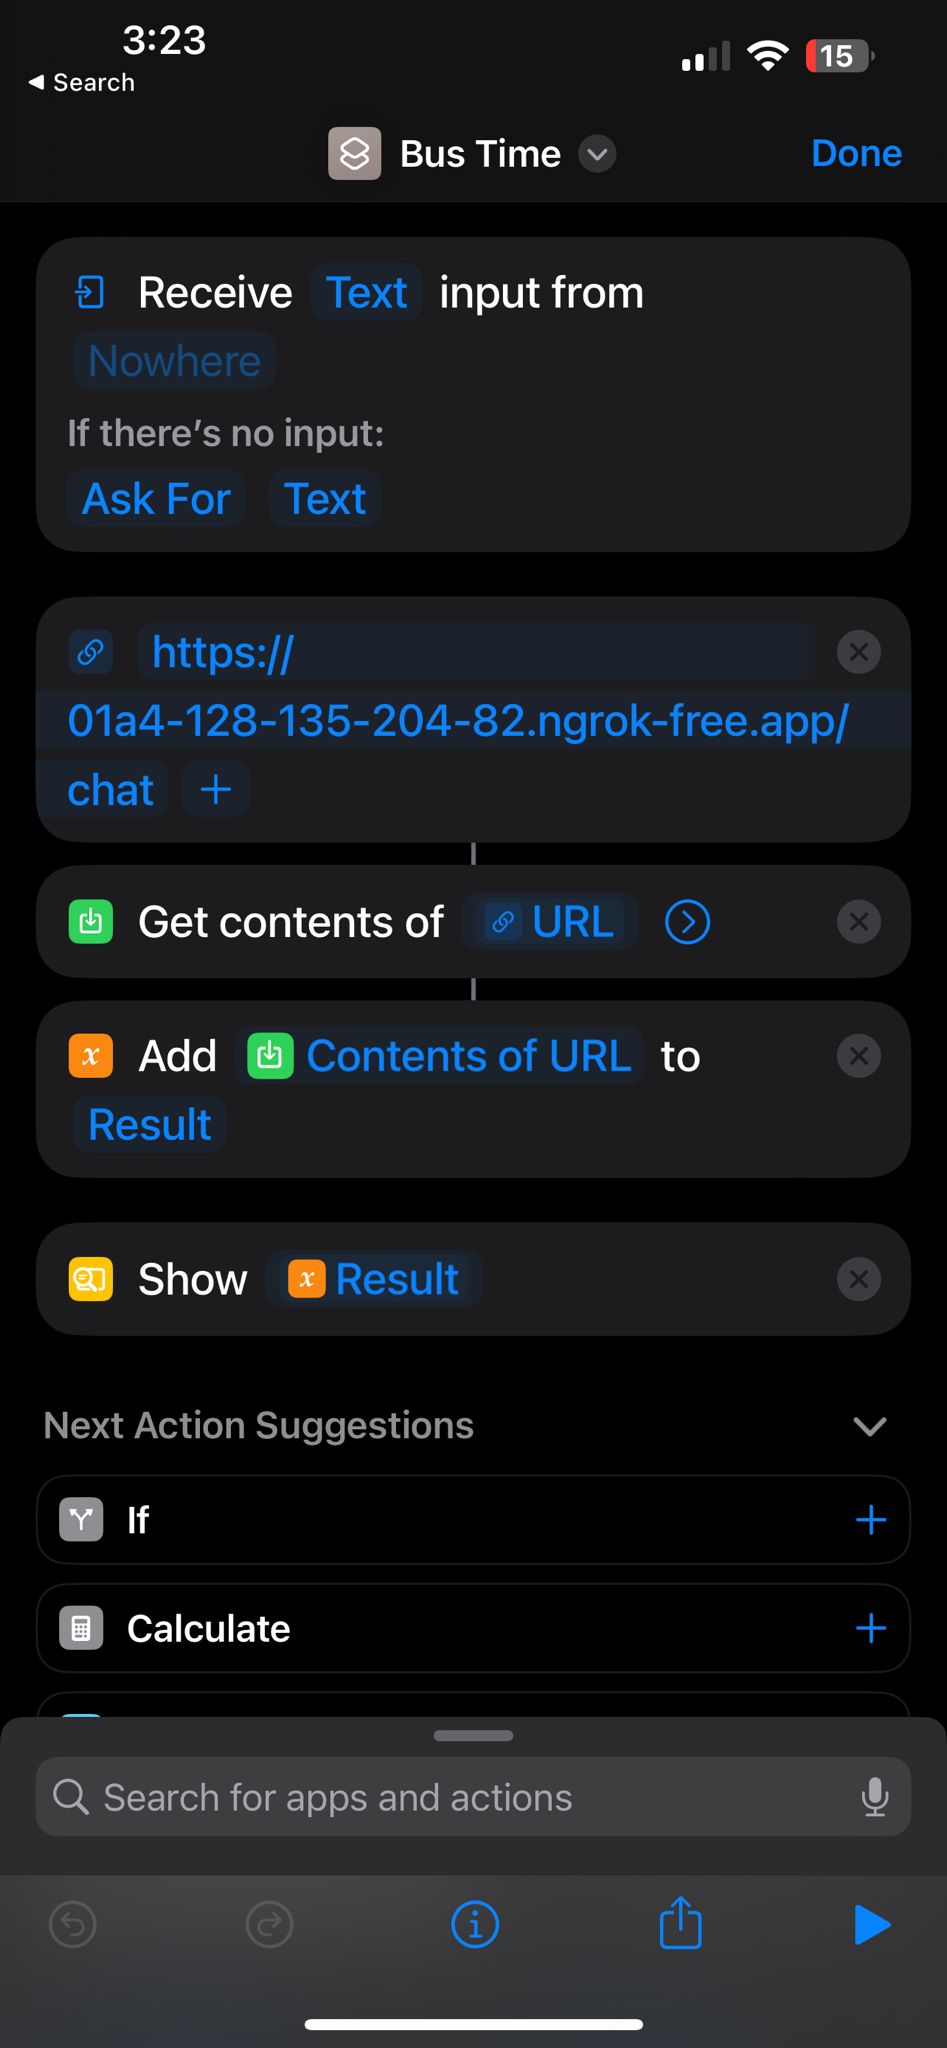 3:23
15
◀ Search
Bus Time
Done
Receive Text input from
Nowhere
If there's no input:
Ask For Text
https://
01a4-128-135-204-82.ngrok-free.app/
chat +
Get contents of URL
x Add Contents of URL to
Result
Show x Result
Next Action Suggestions
If
Calculate
Search for apps and actions